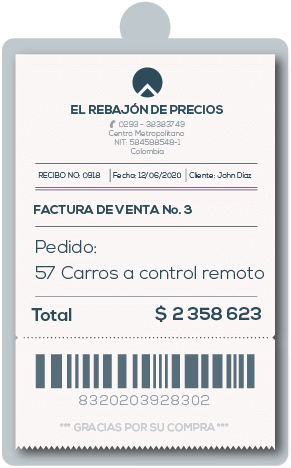 EL REBAJÓN DE PRECIOS
0293 - 38383749
Centro Metropolitano
NIT: 584588548-1
Colombia
RECIBO NO: 0918 Fecha: 12/06/2020 Cliente: John Díaz
FACTURA DE VENTA No. 3
Pedido:
57 Carros a control remoto
Total $ 2 358 623
8320203928302
*** GRACIAS POR SU COMPRA ***